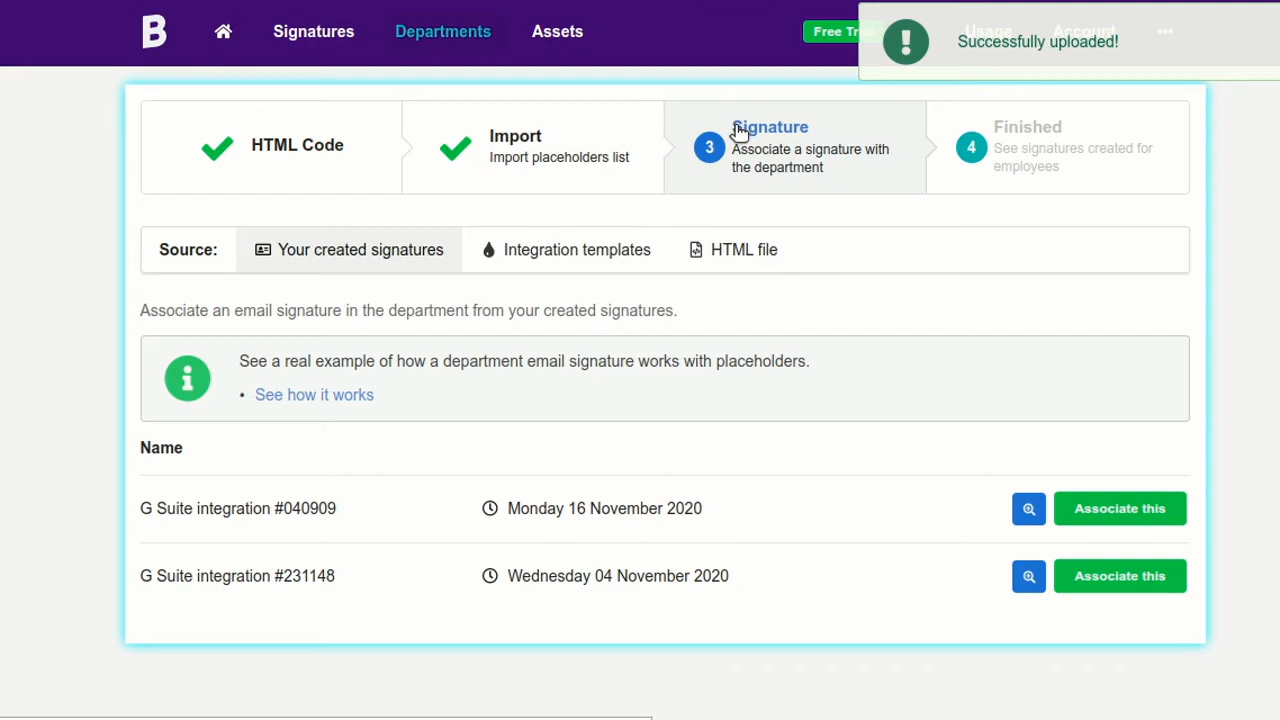 B Signatures Departments Assets Free Successfully uploaded!
HTML Code
Import
Import placeholders list
3
Signature
Associate a signature with
the department
4
Finished
See signatures created for
employees
Source: Your created signatures Integration templates HTML file
Associate an email signature in the department from your created signatures.
See a real example of how a department email signature works with placeholders.
• See how it works
Name
G Suite integration #040909 Monday 16 November 2020 Associate this
G Suite integration #231148 Wednesday 04 November 2020 Associate this